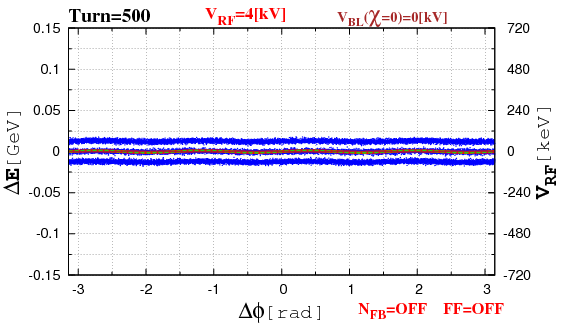 Turn=500 V_RF=4[kV] V_BL(χ=0)=0[kV]
0.15 720
0.1 480
0.05 240
0 0
-0.05 -240
-0.1 -480
-0.15 -720
ΔE[GeV]
V_RF[keV]
-3 -2 -1 0 1 2 3
Δϕ[rad] N_FB=OFF FF=OFF